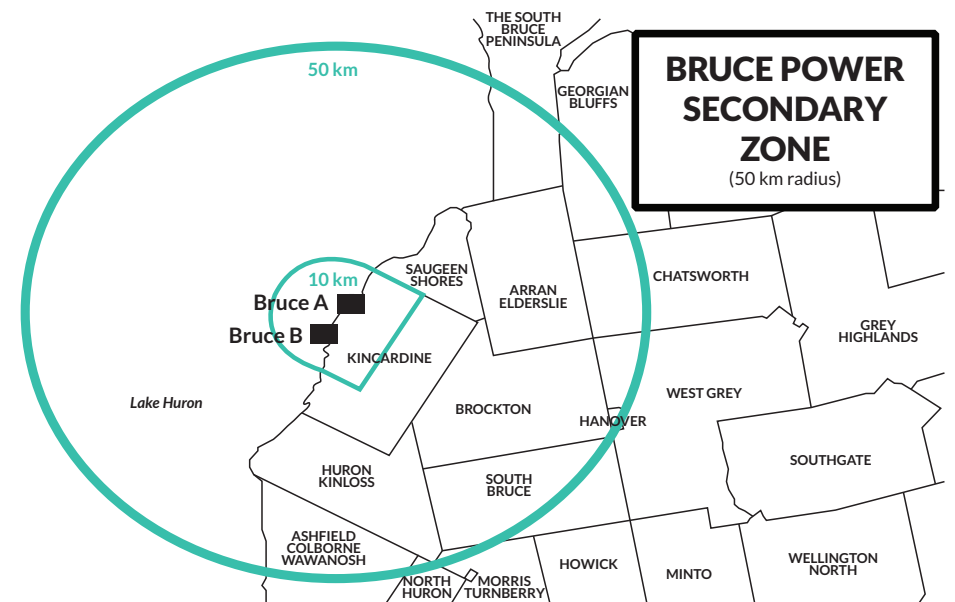 THE SOUTH
BRUCE
PENINSULA
BRUCE POWER
SECONDARY
ZONE
(50 km radius)
50 km
GEORGIAN
BLUFFS
10 km
SAUGEEN
SHORES
CHATSWORTH
ARRAN
ELDERSLIE
Bruce A
Bruce B
GREY
HIGHLANDS
KINCARDINE
WEST GREY
Lake Huron
BROCKTON
HANOVER
SOUTHGATE
HURON
KINLOSS
SOUTH
BRUCE
ASHFIELD
COLBORNE
WAWANOSH
HOWICK
MINTO
WELLINGTON
NORTH
NORTH
HURON
MORRIS
TURNBERRY